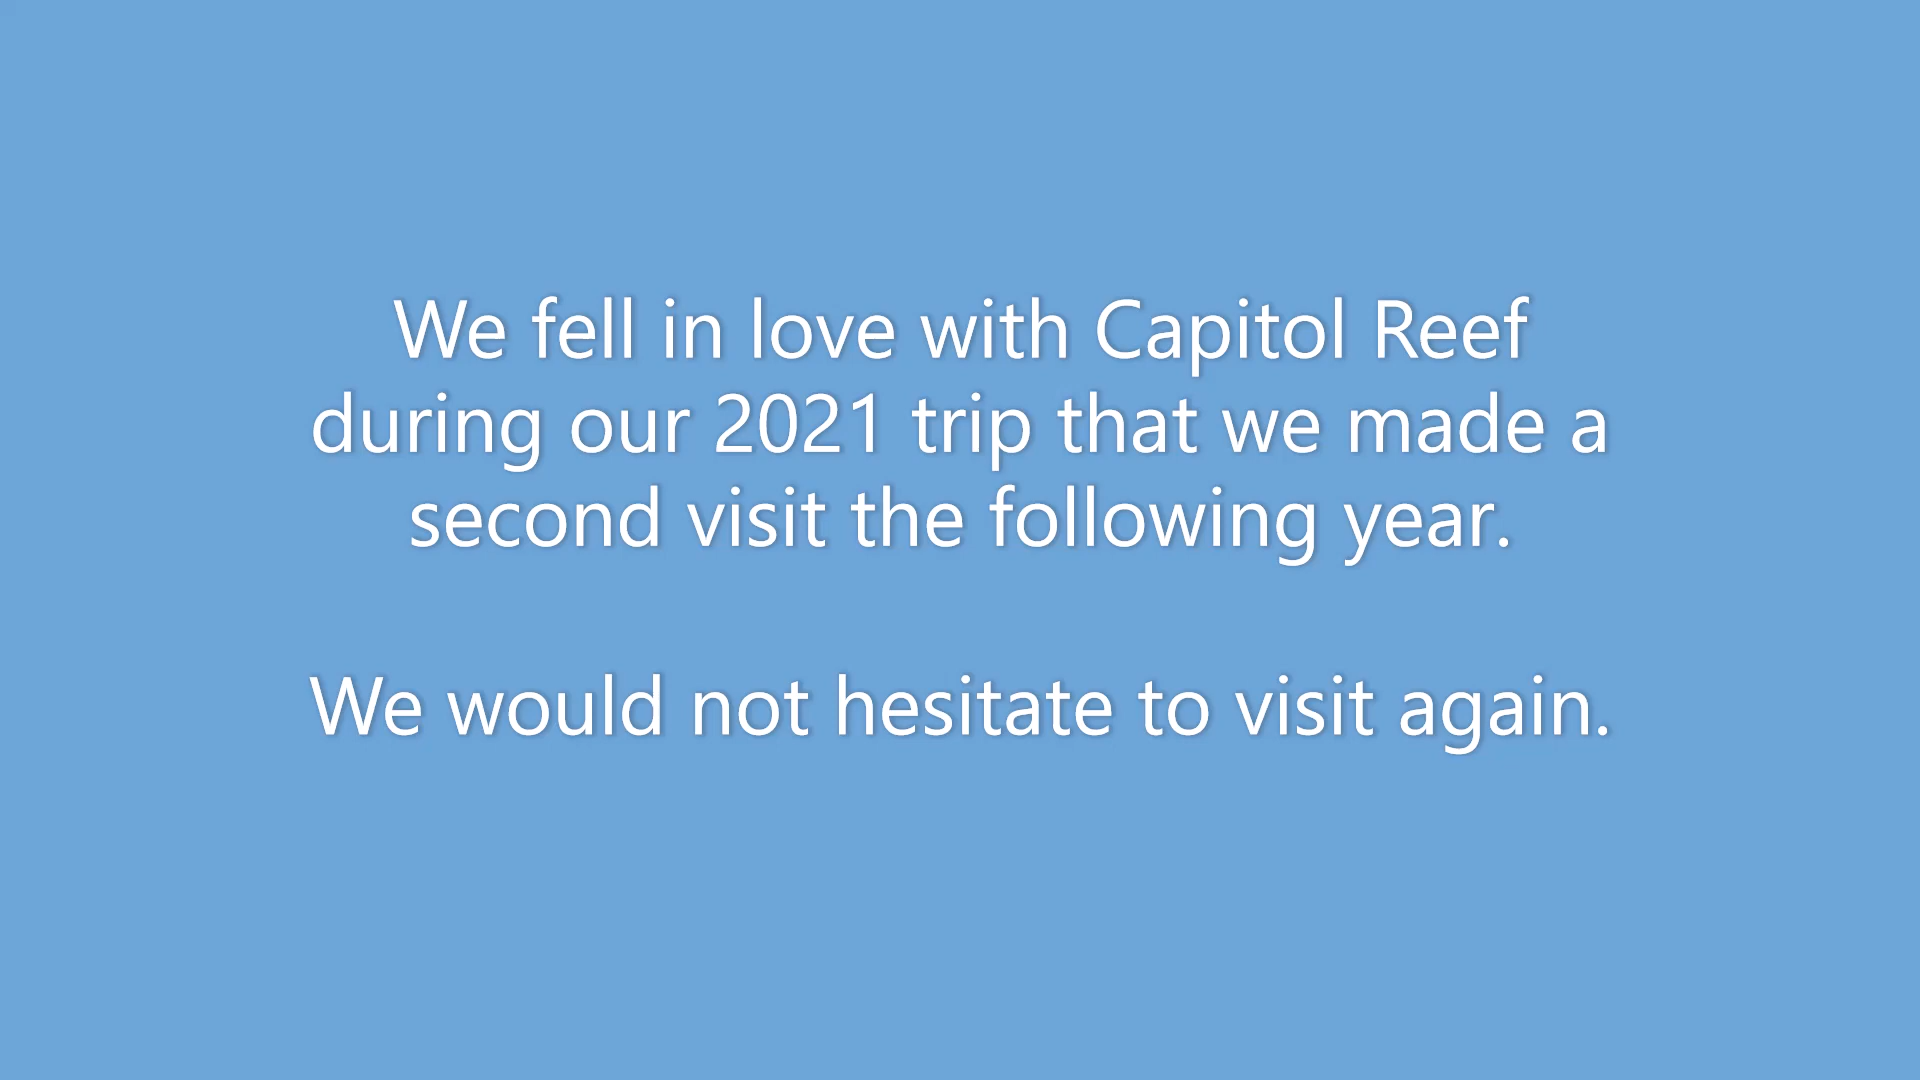 We fell in love with Capitol Reef
during our 2021 trip that we made a
second visit the following year.
We would not hesitate to visit again.